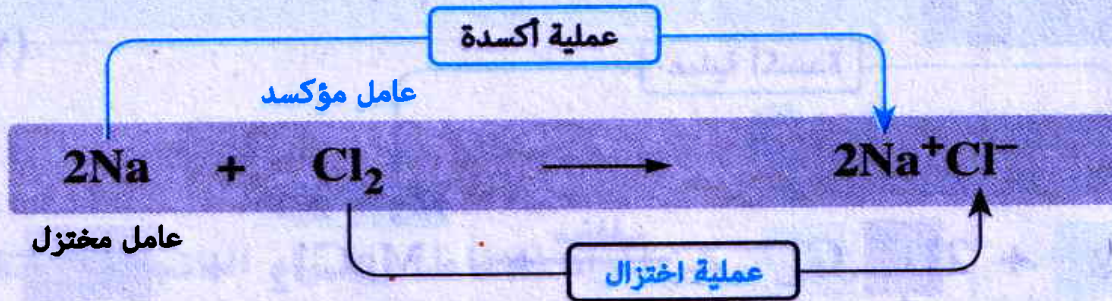 عملية أكسدة
عامل مؤكسد
2Na + Cl₂ ⟶ 2Na⁺Cl⁻
عامل مختزل
عملية اختزال